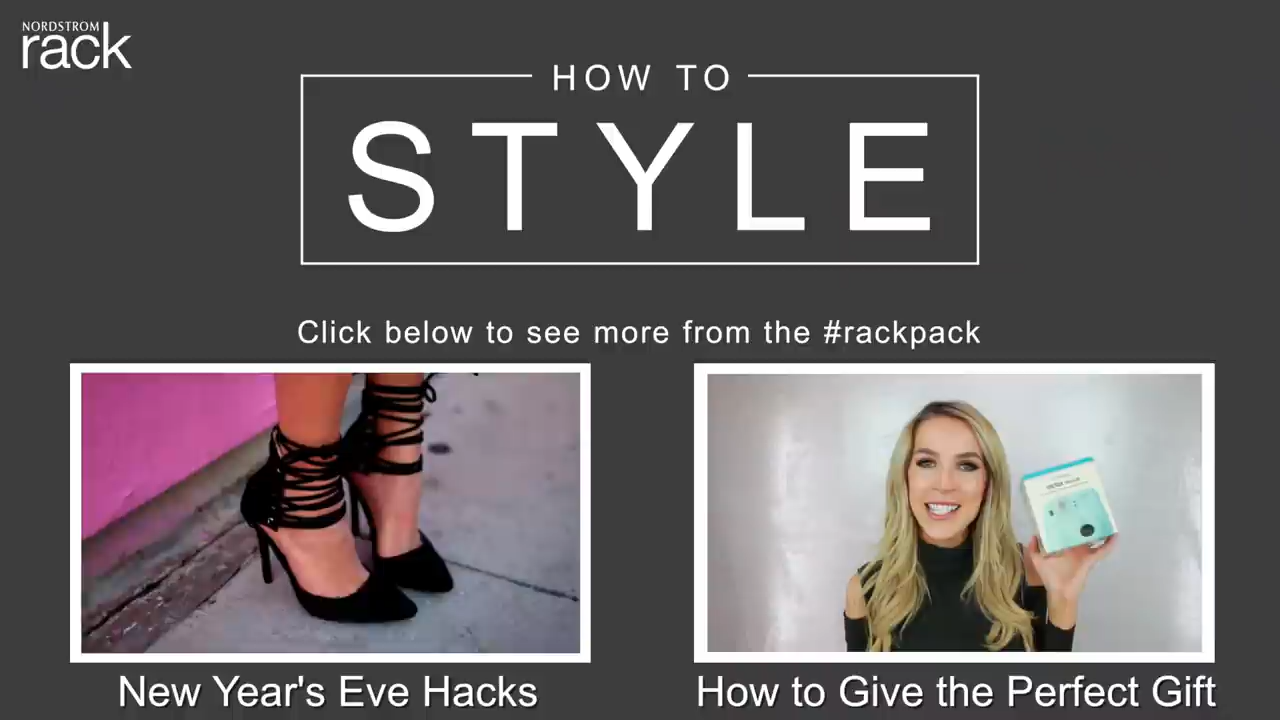 NORDSTROM
rack
HOW TO
STYLE
Click below to see more from the #rackpack
New Year's Eve Hacks
How to Give the Perfect Gift